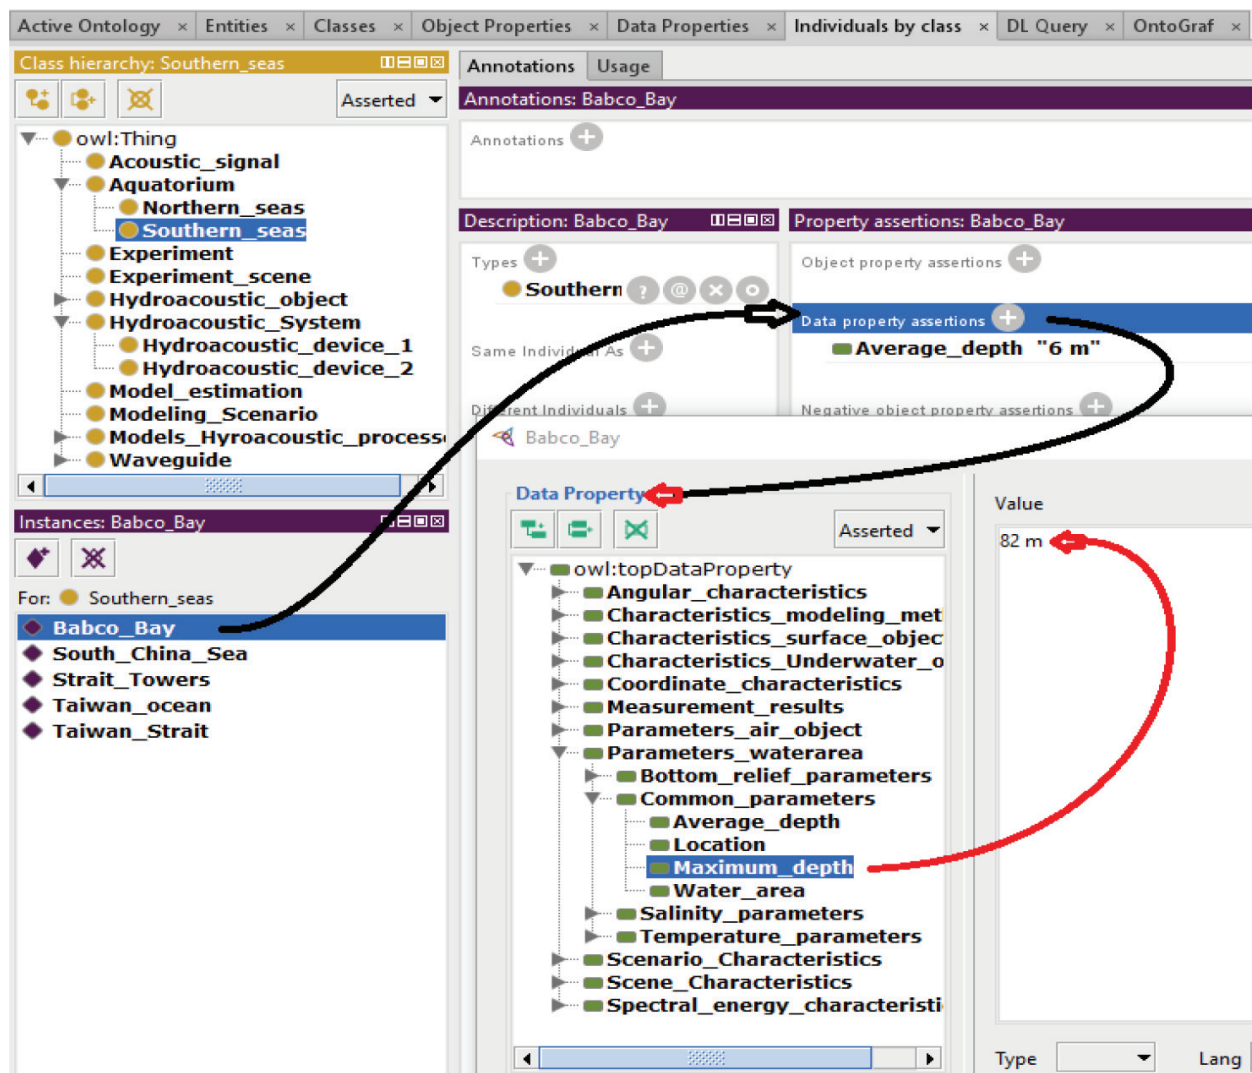 Active Ontology × Entities × Classes × Object Properties × Data Properties × Individuals by class × DL Query × OntoGraf ×
Class hierarchy: Southern_seas
Asserted
owl:Thing
Acoustic_signal
Aquatorium
Northern_seas
Southern_seas
Experiment
Experiment_scene
Hydroacoustic_object
Hydroacoustic_System
Hydroacoustic_device_1
Hydroacoustic_device_2
Model_estimation
Modeling_Scenario
Models_Hyroacoustic_process
Waveguide
Instances: Babco_Bay
For: Southern_seas
Babco_Bay
South_China_Sea
Strait_Towers
Taiwan_ocean
Taiwan_Strait
Annotations Usage
Annotations: Babco_Bay
Annotations
Description: Babco_Bay
Types
Southern
Same Individual As
Different Individuals
Property assertions: Babco_Bay
Object property assertions
Data property assertions
Average_depth "6 m"
Negative object property assertions
Babco_Bay
Data Property
Asserted
owl:topDataProperty
Angular_characteristics
Characteristics_modeling_met
Characteristics_surface_objec
Characteristics_Underwater_o
Coordinate_characteristics
Measurement_results
Parameters_air_object
Parameters_waterarea
Bottom_relief_parameters
Common_parameters
Average_depth
Location
Maximum_depth
Water_area
Salinity_parameters
Temperature_parameters
Scenario_Characteristics
Scene_Characteristics
Spectral_energy_characteristi
Value
82 m
Type
Lang